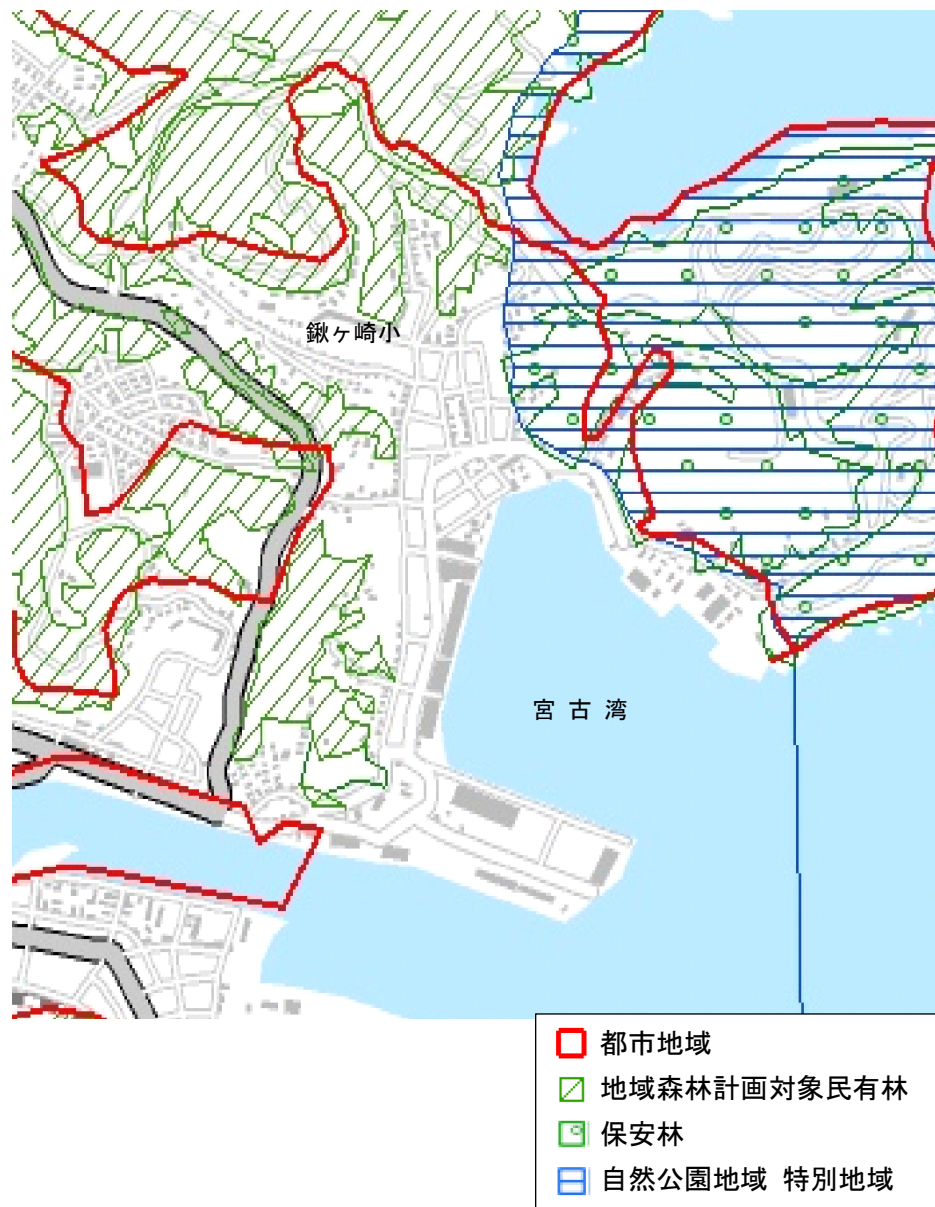 鍬ヶ崎小
宮古湾
都市地域
地域森林計画対象民有林
保安林
自然公園地域 特別地域